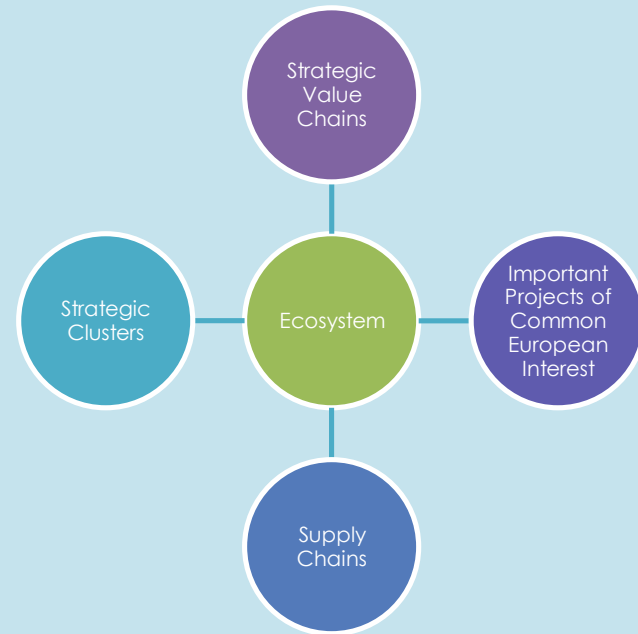 Strategic
Value
Chains
Strategic
Clusters
Ecosystem
Important
Projects of
Common
European
Interest
Supply
Chains